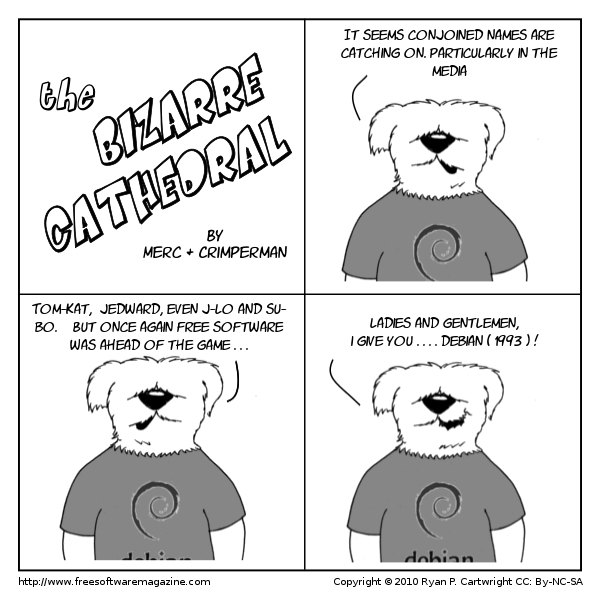 the
BIZARRE
CATHEDRAL
BY
MERC + CRIMPERMAN
IT SEEMS CONJOINED NAMES ARE
CATCHING ON. PARTICULARLY IN THE
MEDIA
TOM-KAT, JEDWARD, EVEN J-LO AND SU-
BO. BUT ONCE AGAIN FREE SOFTWARE
WAS AHEAD OF THE GAME . . .
debian
LADIES AND GENTLEMEN,
I GIVE YOU . . . . DEBIAN ( 1993 ) !
debian
http://www.freesoftwaremagazine.com
Copyright © 2010 Ryan P. Cartwright CC: By-NC-SA